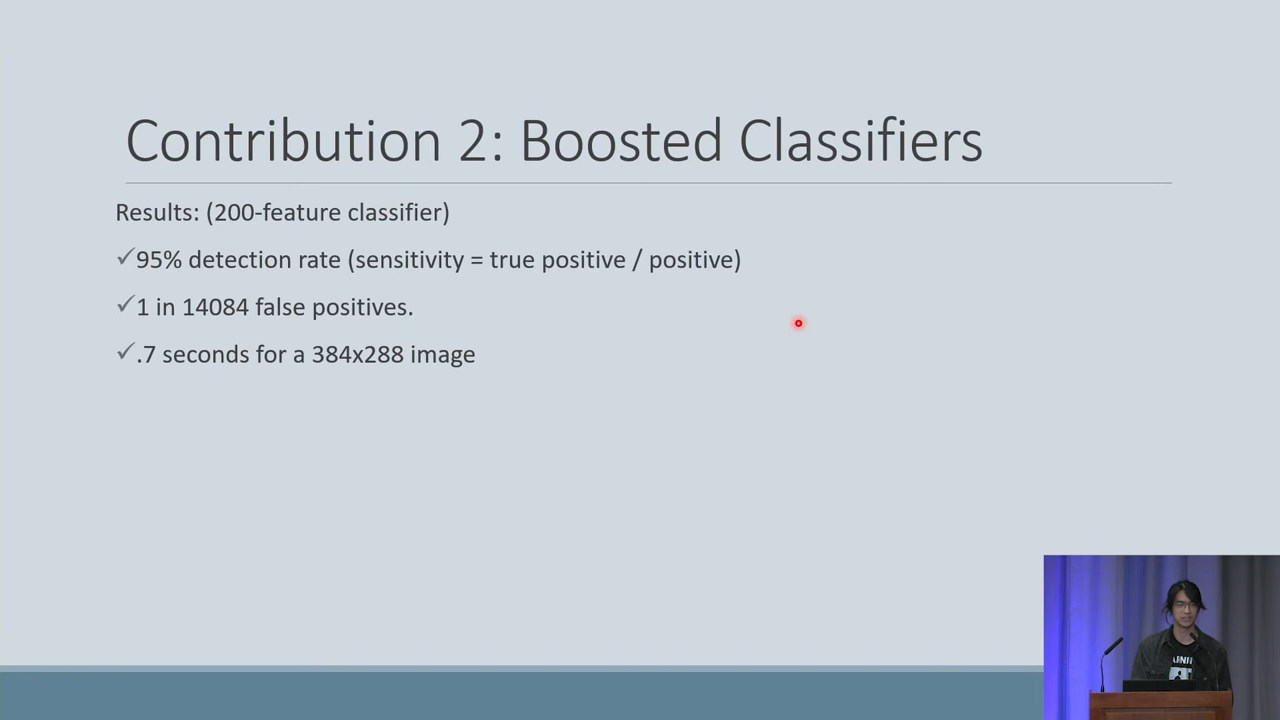 Contribution 2: Boosted Classifiers
Results: (200-feature classifier)
✓95% detection rate (sensitivity = true positive / positive)
✓1 in 14084 false positives.
✓.7 seconds for a 384x288 image